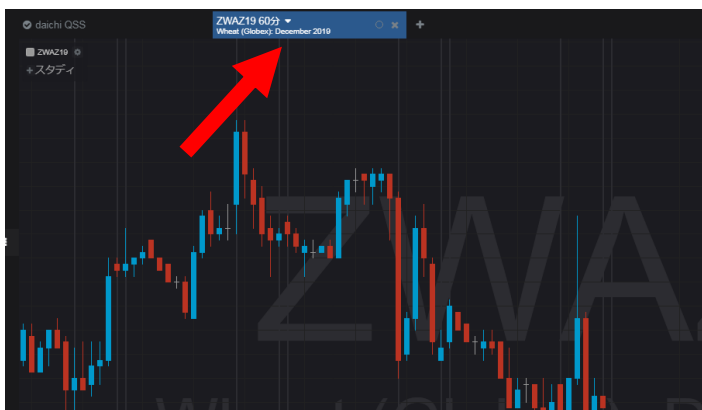 daichi QSS
ZWAZ19 60分
Wheat (Globex): December 2019
ZWAZ19
+スタディ
ZWA